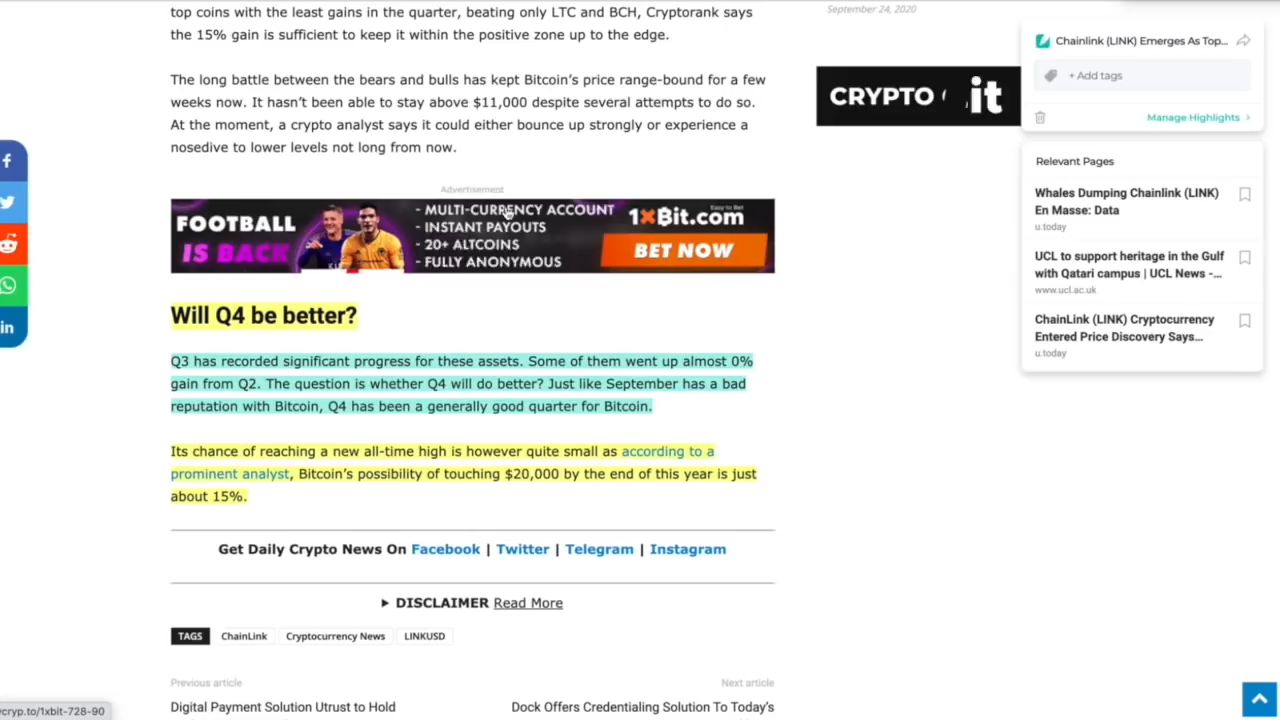 top coins with the least gains in the quarter, beating only LTC and BCH, Cryptorank says
the 15% gain is sufficient to keep it within the positive zone up to the edge.
The long battle between the bears and bulls has kept Bitcoin's price range-bound for a few
weeks now. It hasn't been able to stay above $11,000 despite several attempts to do so.
At the moment, a crypto analyst says it could either bounce up strongly or experience a
nosedive to lower levels not long from now.
Advertisement
FOOTBALL
IS BACK
- MULTI-CURRENCY ACCOUNT
- INSTANT PAYOUTS
- 20+ ALTCOINS
- FULLY ANONYMOUS
Easy to Bet
1XBit.com
BET NOW
Will Q4 be better?
Q3 has recorded significant progress for these assets. Some of them went up almost 0%
gain from Q2. The question is whether Q4 will do better? Just like September has a bad
reputation with Bitcoin, Q4 has been a generally good quarter for Bitcoin.
Its chance of reaching a new all-time high is however quite small as according to a
prominent analyst, Bitcoin's possibility of touching $20,000 by the end of this year is just
about 15%.
Get Daily Crypto News On Facebook | Twitter | Telegram | Instagram
► DISCLAIMER Read More
TAGS ChainLink Cryptocurrency News LINKUSD
Previous article
Next article
Digital Payment Solution Utrust to Hold
Dock Offers Credentialing Solution To Today's
ycryp.to/1xbit-728-90
September 24, 2020
CRYPTO it
Chainlink (LINK) Emerges As Top...
+ Add tags
Manage Highlights >
Relevant Pages
Whales Dumping Chainlink (LINK)
En Masse: Data
u.today
UCL to support heritage in the Gulf
with Qatari campus | UCL News -...
www.ucl.ac.uk
ChainLink (LINK) Cryptocurrency
Entered Price Discovery Says...
u.today